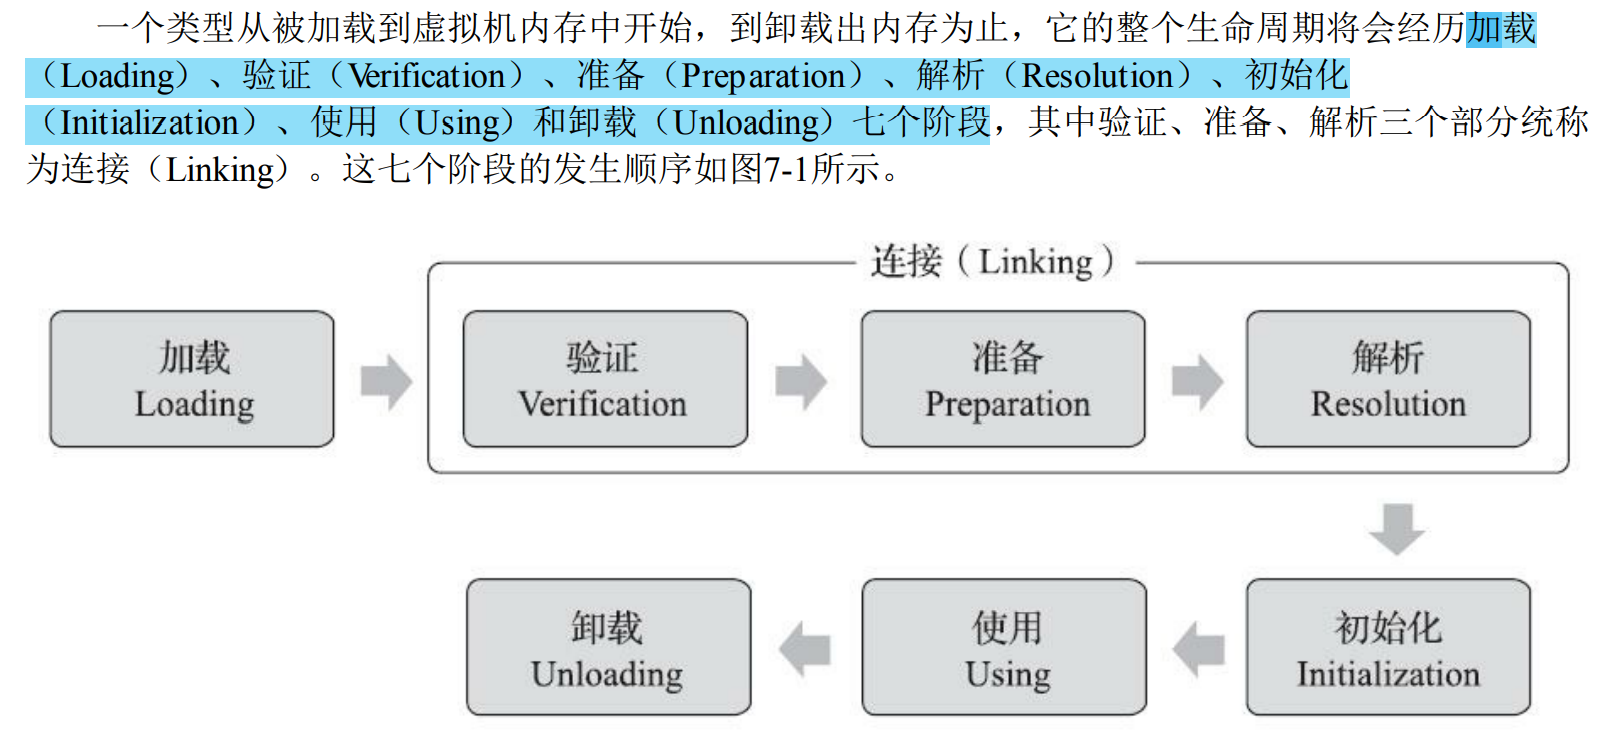 一个类型从被加载到虚拟机内存中开始，到卸载出内存为止，它的整个生命周期将会经历加载
（Loading）、验证（Verification）、准备（Preparation）、解析（Resolution）、初始化
（Initialization）、使用（Using）和卸载（Unloading）七个阶段，其中验证、准备、解析三个部分统称
为连接（Linking）。这七个阶段的发生顺序如图7-1所示。
连接（Linking）
加载
Loading
验证
Verification
准备
Preparation
解析
Resolution
初始化
Initialization
使用
Using
卸载
Unloading